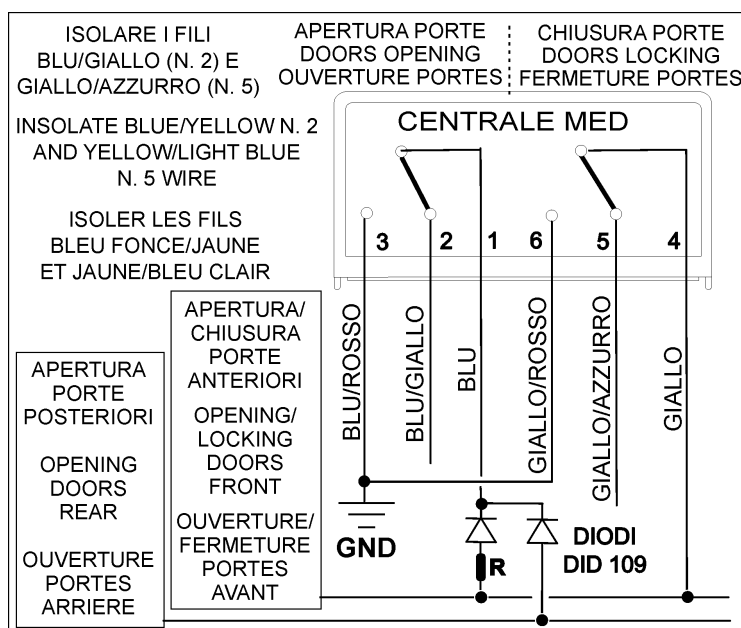 ISOLARE I FILI
BLU/GIALLO (N. 2) E
GIALLO/AZZURRO (N. 5)
INSOLATE BLUE/YELLOW N. 2
AND YELLOW/LIGHT BLUE
N. 5 WIRE
ISOLER LES FILS
BLEU FONCE/JAUNE
ET JAUNE/BLEU CLAIR
APERTURA PORTE
DOORS OPENING
OUVERTURE PORTES
CHIUSURA PORTE
DOORS LOCKING
FERMETURE PORTES
CENTRALE MED
3 2 1 6 5 4
BLU/ROSSO
BLU/GIALLO
BLU
GIALLO/ROSSO
GIALLO/AZZURRO
GIALLO
APERTURA
PORTE
POSTERIORI
OPENING
DOORS
REAR
OUVERTURE
PORTES
ARRIERE
APERTURA/
CHIUSURA
PORTE
ANTERIORI
OPENING/
LOCKING
DOORS
FRONT
OUVERTURE/
FERMETURE
PORTES
AVANT
GND
R
DIODI
DID 109